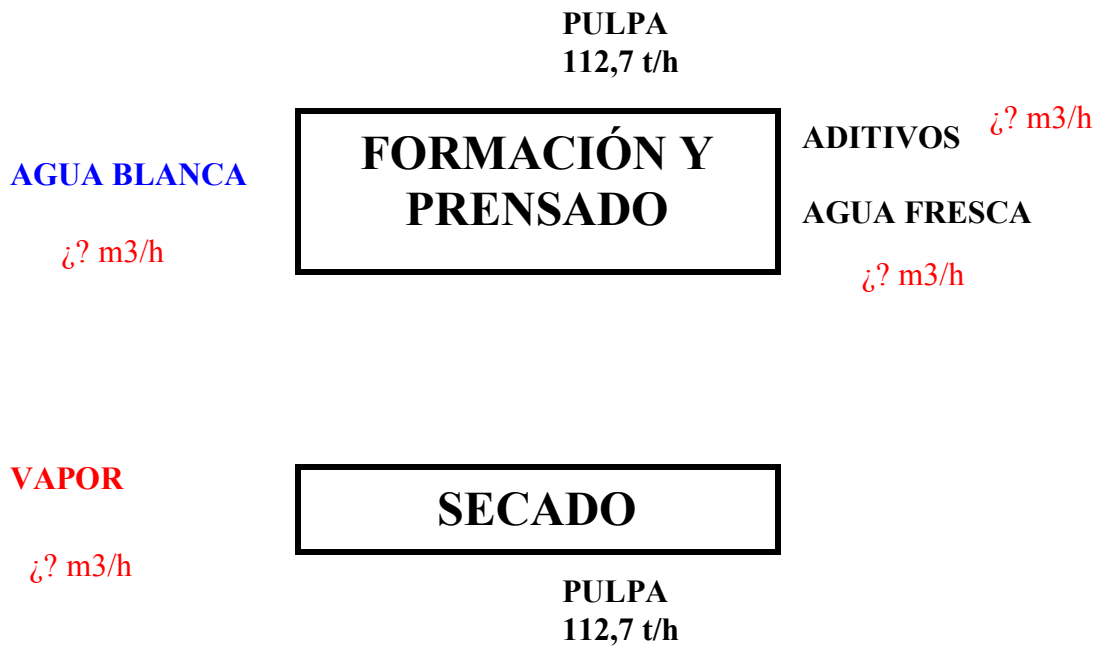 PULPA
112,7 t/h
FORMACIÓN Y
PRENSADO
ADITIVOS
¿? m3/h
AGUA BLANCA
¿? m3/h
AGUA FRESCA
¿? m3/h
VAPOR
¿? m3/h
SECADO
PULPA
112,7 t/h